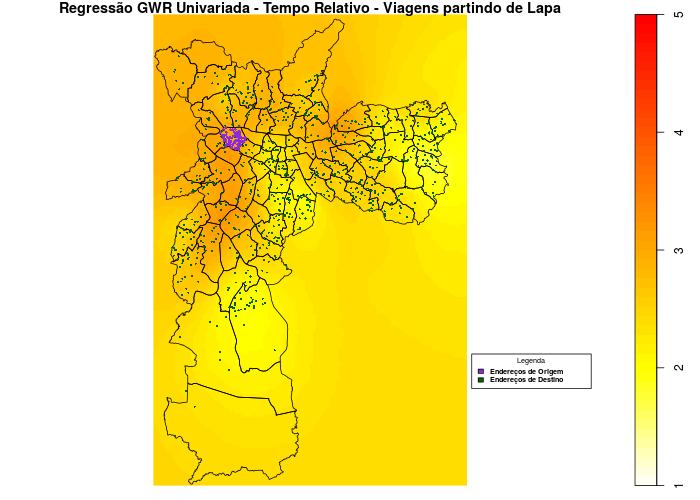 Regressão GWR Univariada - Tempo Relativo - Viagens partindo de Lapa
5
4
3
2
1
Legenda
Endereços de Origem
Endereços de Destino